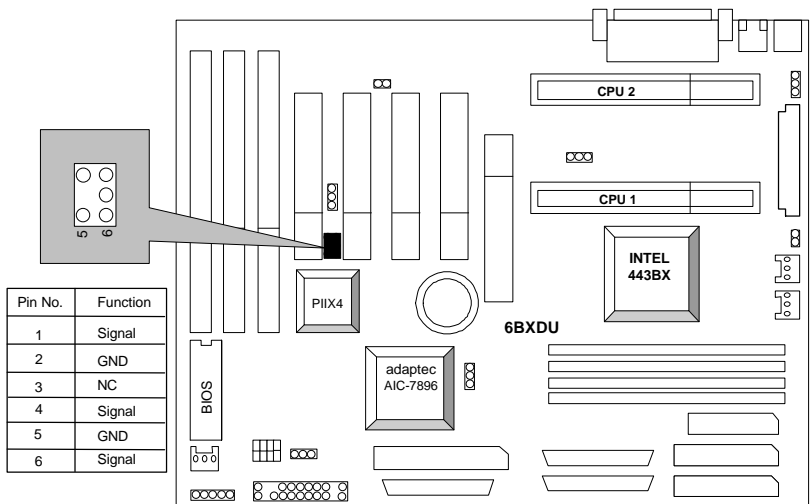 CPU 2
CPU 1
5 6
INTEL
443BX
Pin No. Function
1 Signal
2 GND
3 NC
4 Signal
5 GND
6 Signal
PIIX4
6BXDU
adaptec
AIC-7896
BIOS